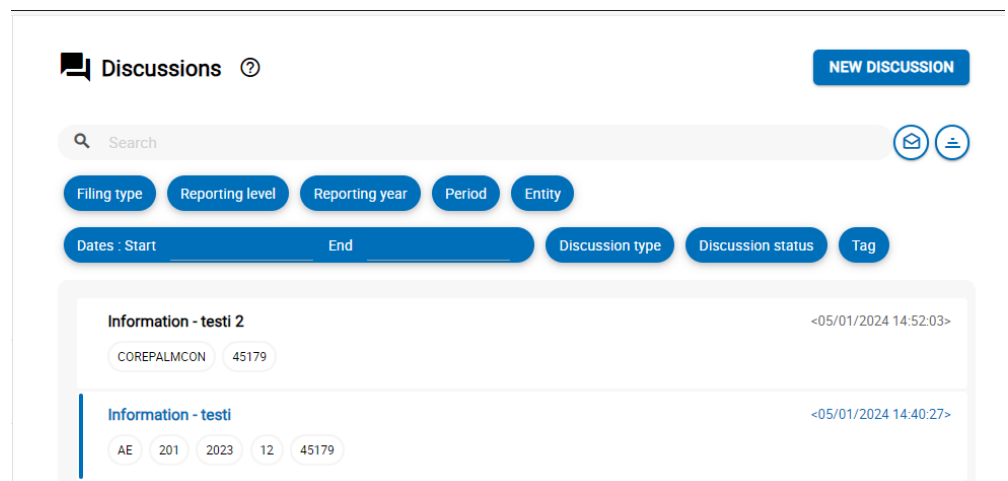 Discussions
NEW DISCUSSION
Search
Filing type Reporting level Reporting year Period Entity
Dates : Start End Discussion type Discussion status Tag
Information - testi 2 <05/01/2024 14:52:03>
COREPALMCON 45179
Information - testi <05/01/2024 14:40:27>
AE 201 2023 12 45179